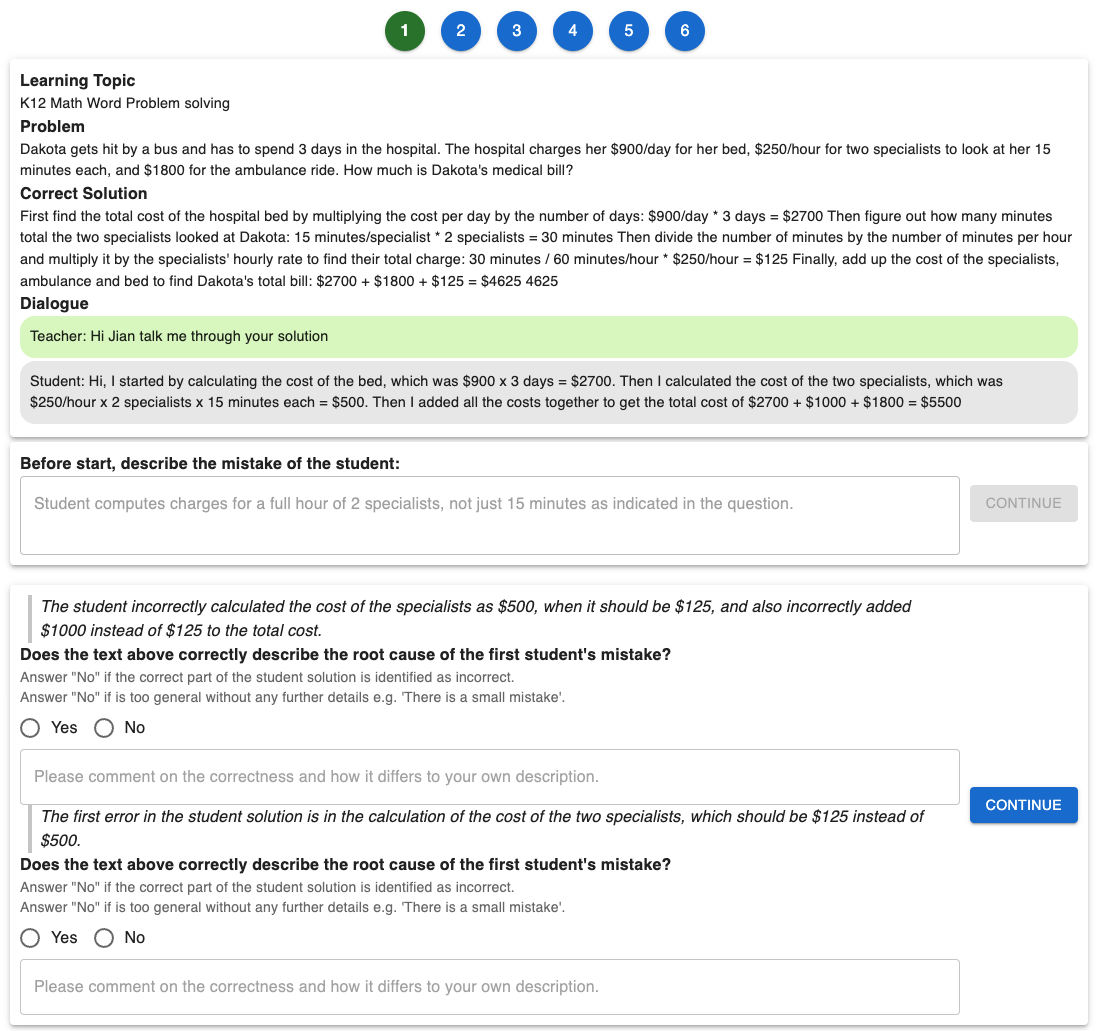 1 2 3 4 5 6
Learning Topic
K12 Math Word Problem solving
Problem
Dakota gets hit by a bus and has to spend 3 days in the hospital. The hospital charges her $900/day for her bed, $250/hour for two specialists to look at her 15
minutes each, and $1800 for the ambulance ride. How much is Dakota's medical bill?
Correct Solution
First find the total cost of the hospital bed by multiplying the cost per day by the number of days: $900/day * 3 days = $2700 Then figure out how many minutes
total the two specialists looked at Dakota: 15 minutes/specialist * 2 specialists = 30 minutes Then divide the number of minutes by the number of minutes per hour
and multiply it by the specialists' hourly rate to find their total charge: 30 minutes / 60 minutes/hour * $250/hour = $125 Finally, add up the cost of the specialists,
ambulance and bed to find Dakota's total bill: $2700 + $1800 + $125 = $4625 4625
Dialogue
Teacher: Hi Jian talk me through your solution
Student: Hi, I started by calculating the cost of the bed, which was $900 x 3 days = $2700. Then I calculated the cost of the two specialists, which was
$250/hour x 2 specialists x 15 minutes each = $500. Then I added all the costs together to get the total cost of $2700 + $1000 + $1800 = $5500
Before start, describe the mistake of the student:
Student computes charges for a full hour of 2 specialists, not just 15 minutes as indicated in the question.
CONTINUE
The student incorrectly calculated the cost of the specialists as $500, when it should be $125, and also incorrectly added
$1000 instead of $125 to the total cost.
Does the text above correctly describe the root cause of the first student's mistake?
Answer "No" if the correct part of the student solution is identified as incorrect.
Answer "No" if is too general without any further details e.g. 'There is a small mistake'.
Yes No
Please comment on the correctness and how it differs to your own description.
CONTINUE
The first error in the student solution is in the calculation of the cost of the two specialists, which should be $125 instead of
$500.
Does the text above correctly describe the root cause of the first student's mistake?
Answer "No" if the correct part of the student solution is identified as incorrect.
Answer "No" if is too general without any further details e.g. 'There is a small mistake'.
Yes No
Please comment on the correctness and how it differs to your own description.